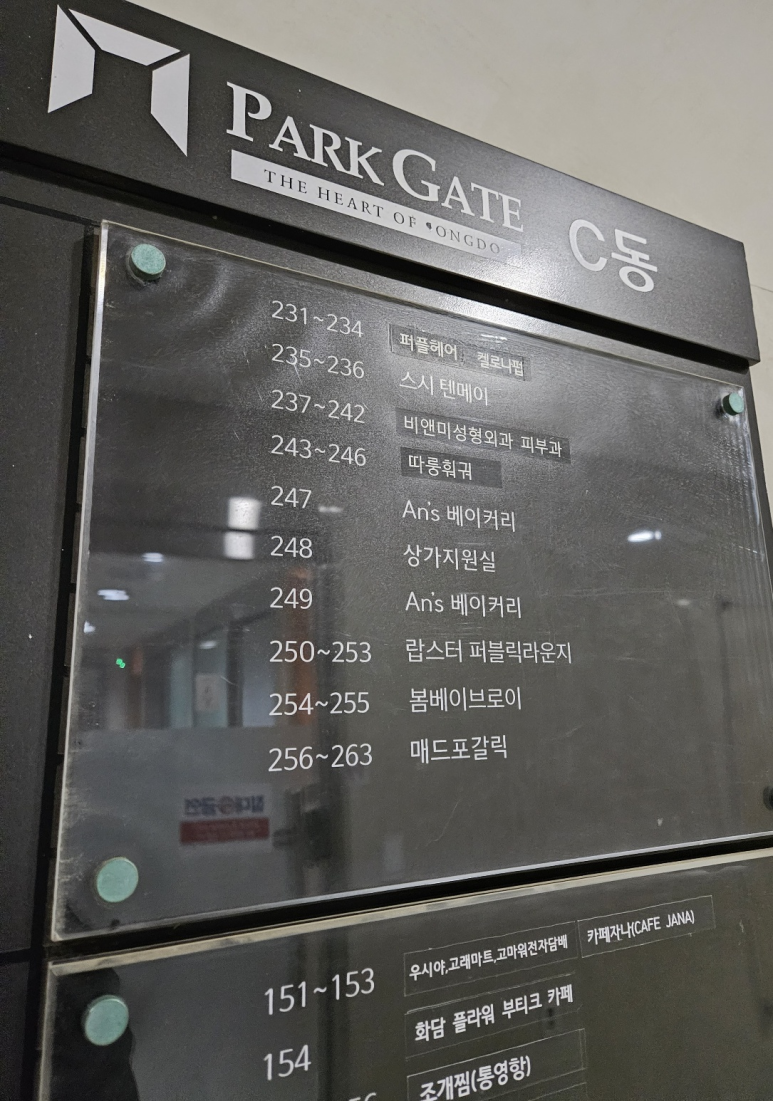 PARK GATE
THE HEART OF ONGDO
C동
231~234 퍼플헤어, 켈로나펍
235~236 스시 텐메이
237~242 비앤미성형외과 피부과
243~246 따룽훠궈
247 An's 베이커리
248 상가지원실
249 An's 베이커리
250~253 랍스터 퍼블릭라운지
254~255 봄베이브로이
256~263 매드포갈릭
151~153 우시야,고래마트,고마워전자담배 카페자나(CAFE JANA)
154 화담 플라워 부티크 카페
조개찜(통영항)